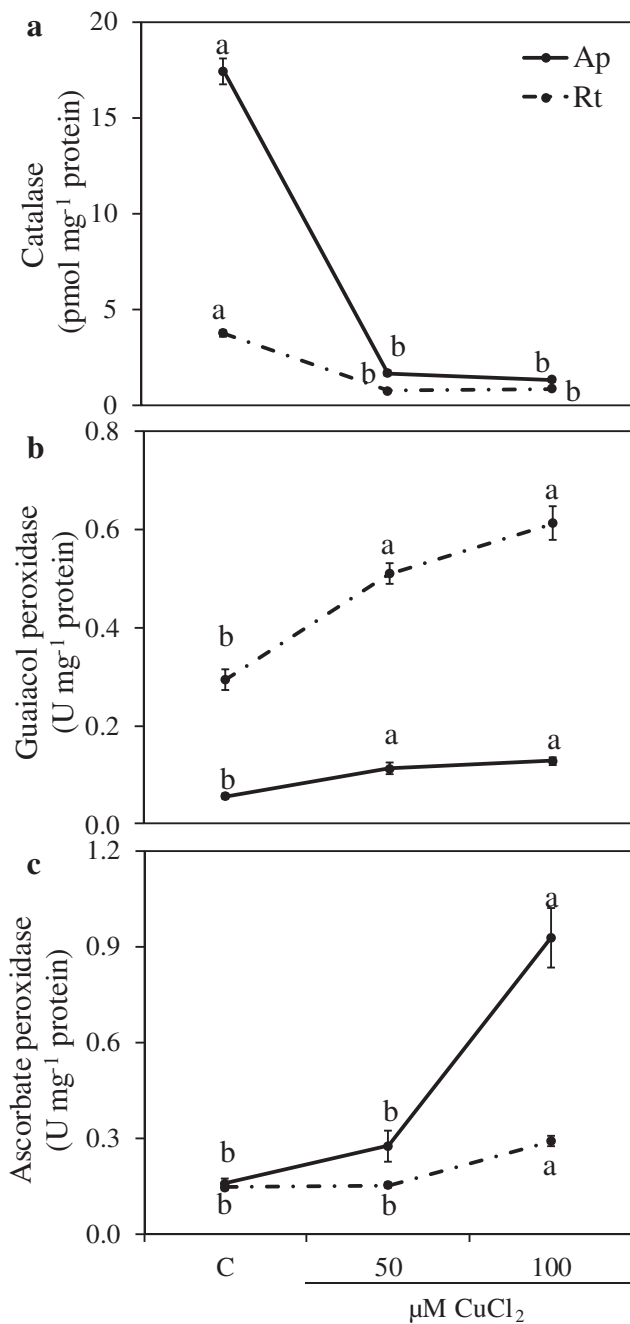 a
20
15
10
5
0
Catalase
(pmol mg⁻¹ protein)
Ap
Rt
a
a
b
b
b
b
b
0.8
0.6
0.4
0.2
0.0
Guaiacol peroxidase
(U mg⁻¹ protein)
b
a
a
b
a
a
c
1.2
0.9
0.6
0.3
0.0
Ascorbate peroxidase
(U mg⁻¹ protein)
b
b
a
b
b
a
C 50 100
µM CuCl₂